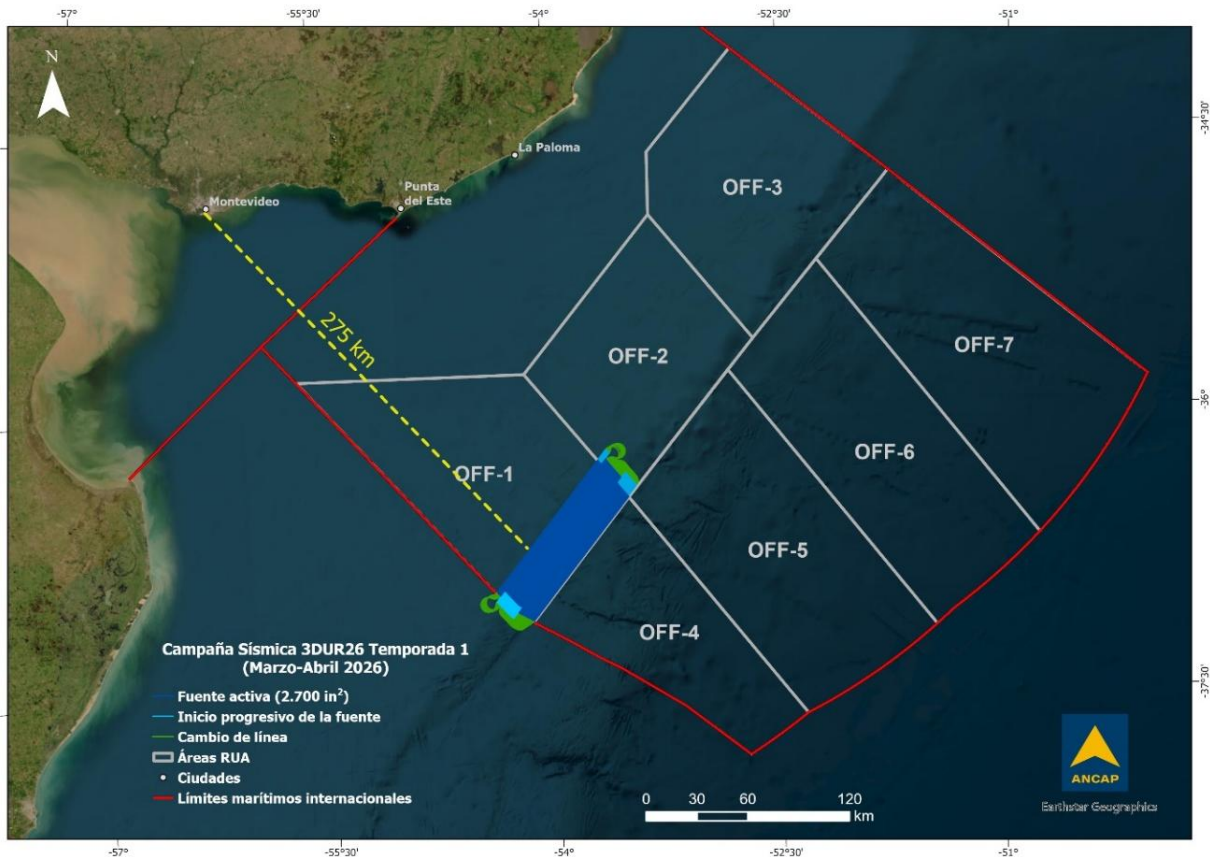 -57°
-55°30'
-54°
-52°30'
-51°
N
-34°30'
La Paloma
OFF-3
Montevideo
Punta
del Este
275 km
OFF-2
OFF-7
-36°
OFF-1
OFF-6
OFF-5
OFF-4
Campaña Sísmica 3DUR26 Temporada 1
(Marzo-Abril 2026)
Fuente activa (2.700 in²)
Inicio progresivo de la fuente
Cambio de línea
Áreas RUA
Ciudades
Límites marítimos internacionales
-37°30'
0 30 60 120
km
ANCAP
Earthstar Geographics
-57°
-55°30'
-54°
-52°30'
-51°